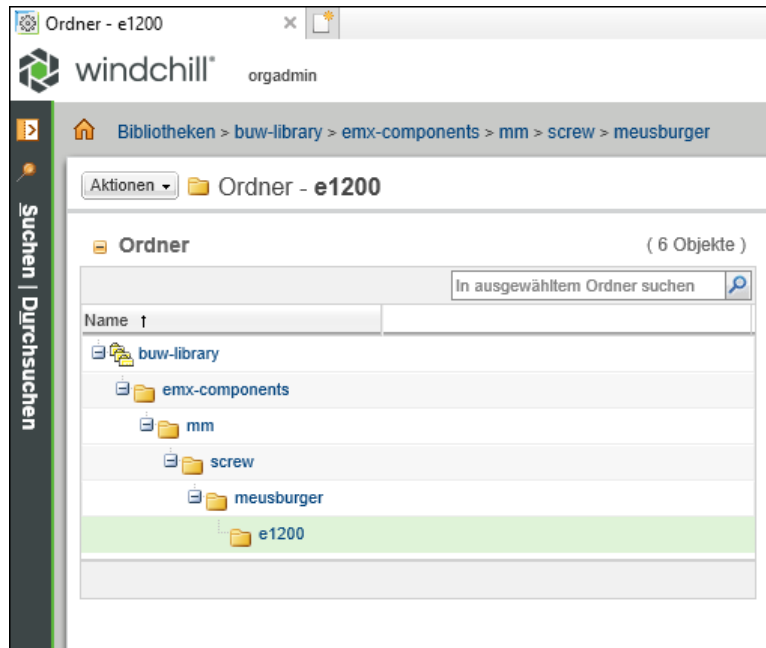 Ordner - e1200
windchill® orgadmin
Bibliotheken > buw-library > emx-components > mm > screw > meusburger
Aktionen Ordner - e1200
Suchen | Durchsuchen
Ordner ( 6 Objekte )
In ausgewähltem Ordner suchen
Name ↑
buw-library
emx-components
mm
screw
meusburger
e1200